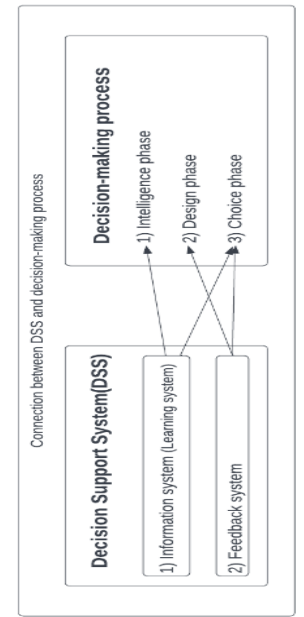 Connection between DSS and decision-making process
Decision Support System(DSS)
1) Information system (Learning system)
2) Feedback system
Decision-making process
1) Intelligence phase
2) Design phase
3) Choice phase